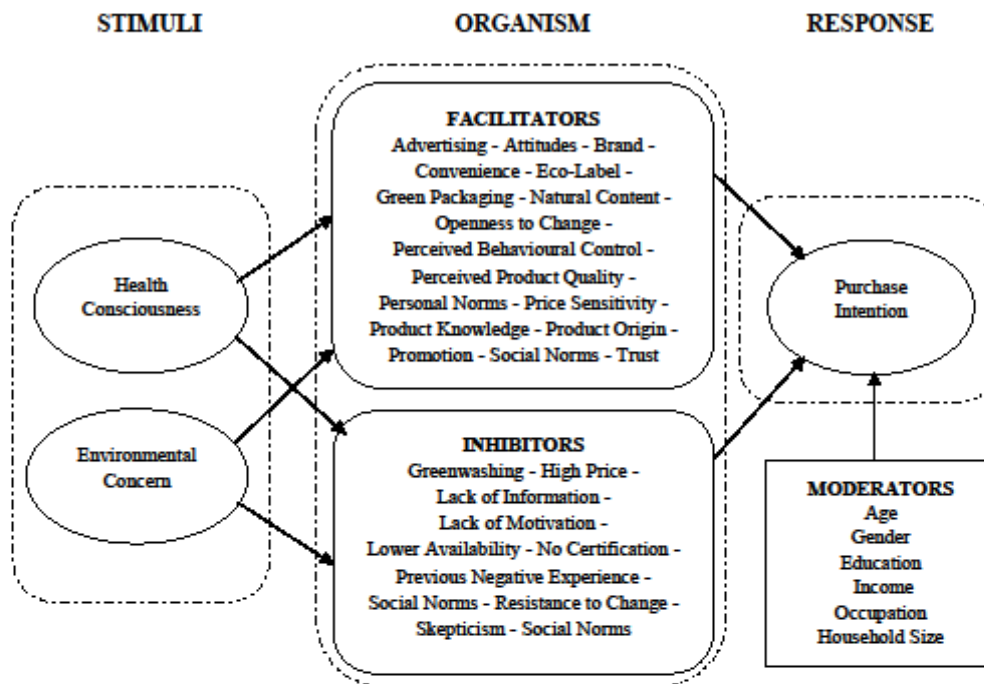 STIMULI
ORGANISM
RESPONSE
FACILITATORS
Advertising - Attitudes - Brand -
Convenience - Eco-Label -
Green Packaging - Natural Content -
Openness to Change -
Perceived Behavioural Control -
Perceived Product Quality -
Personal Norms - Price Sensitivity -
Product Knowledge - Product Origin -
Promotion - Social Norms - Trust
Health
Consciousness
Environmental
Concern
INHIBITORS
Greenwashing - High Price -
Lack of Information -
Lack of Motivation -
Lower Availability - No Certification -
Previous Negative Experience -
Social Norms - Resistance to Change -
Skepticism - Social Norms
Purchase
Intention
MODERATORS
Age
Gender
Education
Income
Occupation
Household Size